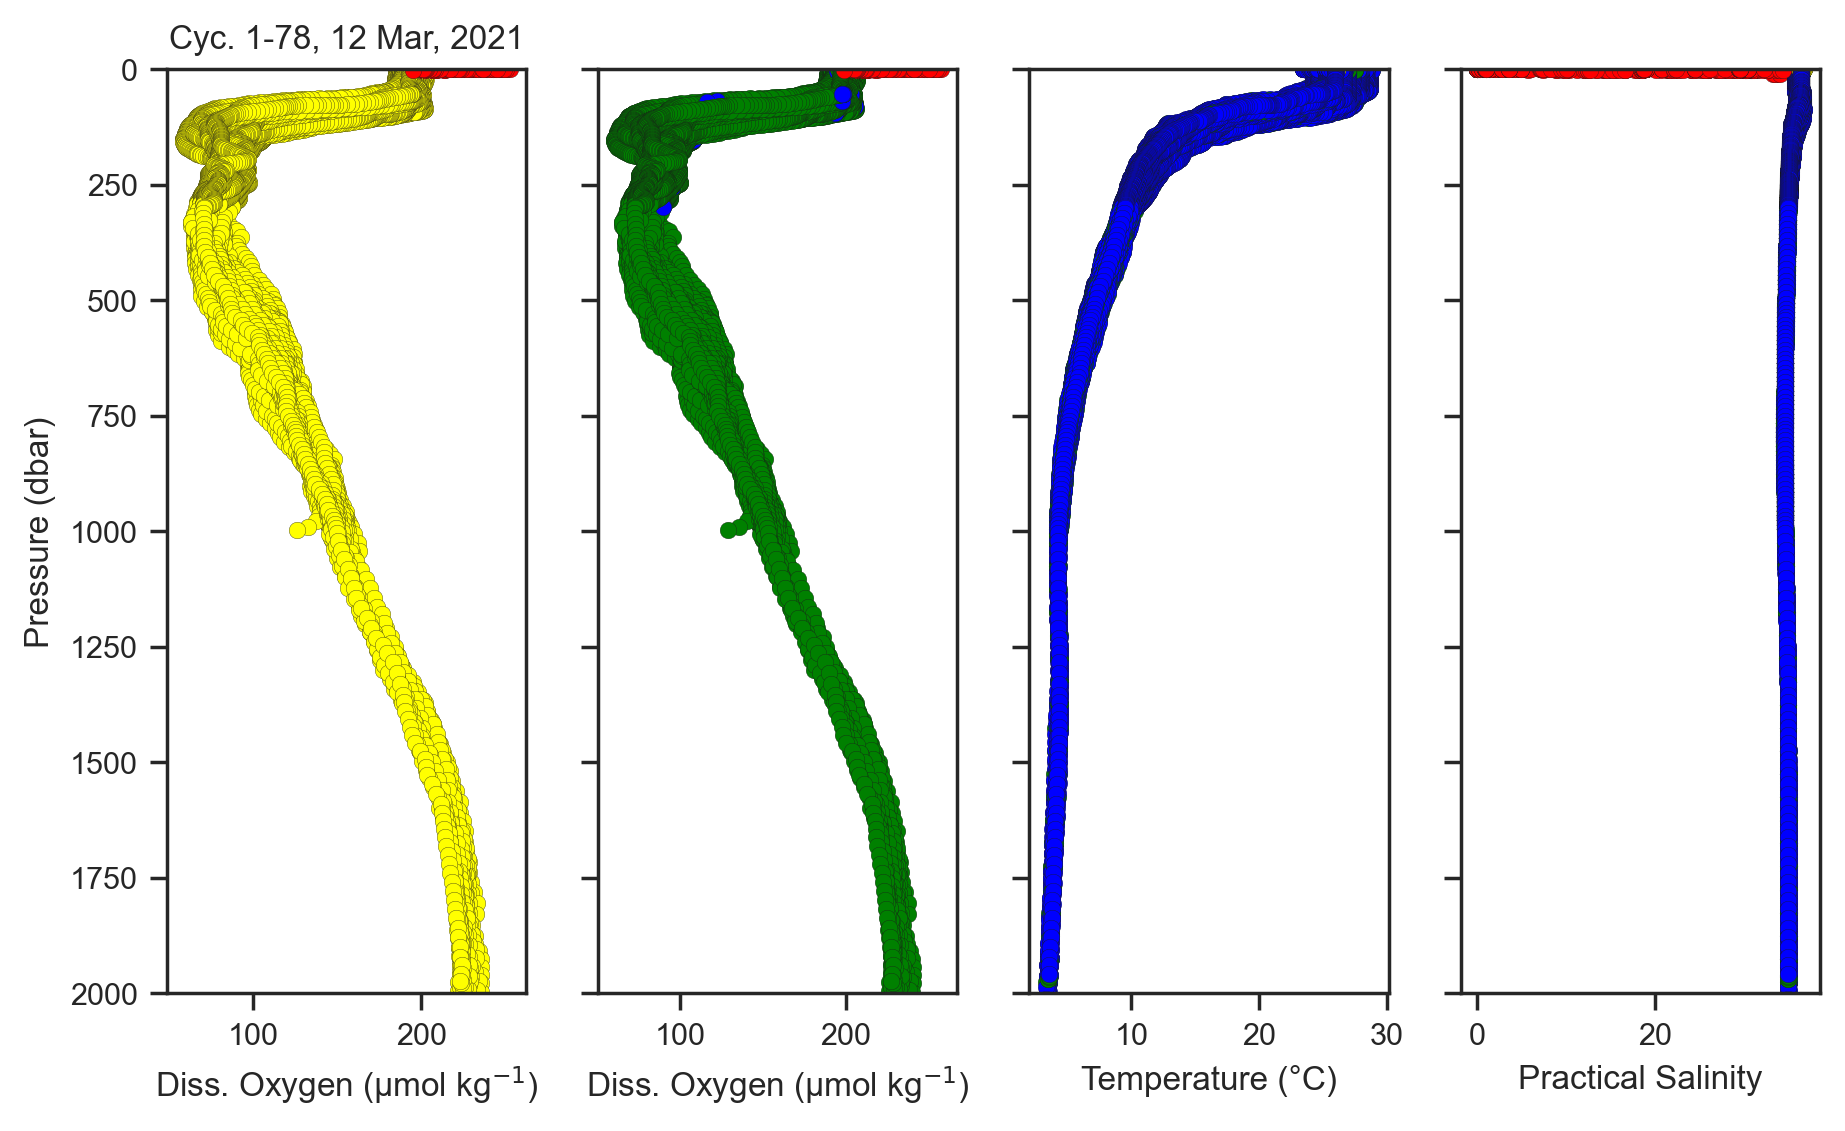 Cyc. 1-78, 12 Mar, 2021
0
250
500
750
1000
1250
1500
1750
2000
Pressure (dbar)
100 200
100 200
10 20 30
0 20
Diss. Oxygen (µmol kg⁻¹)
Diss. Oxygen (µmol kg⁻¹)
Temperature (°C)
Practical Salinity